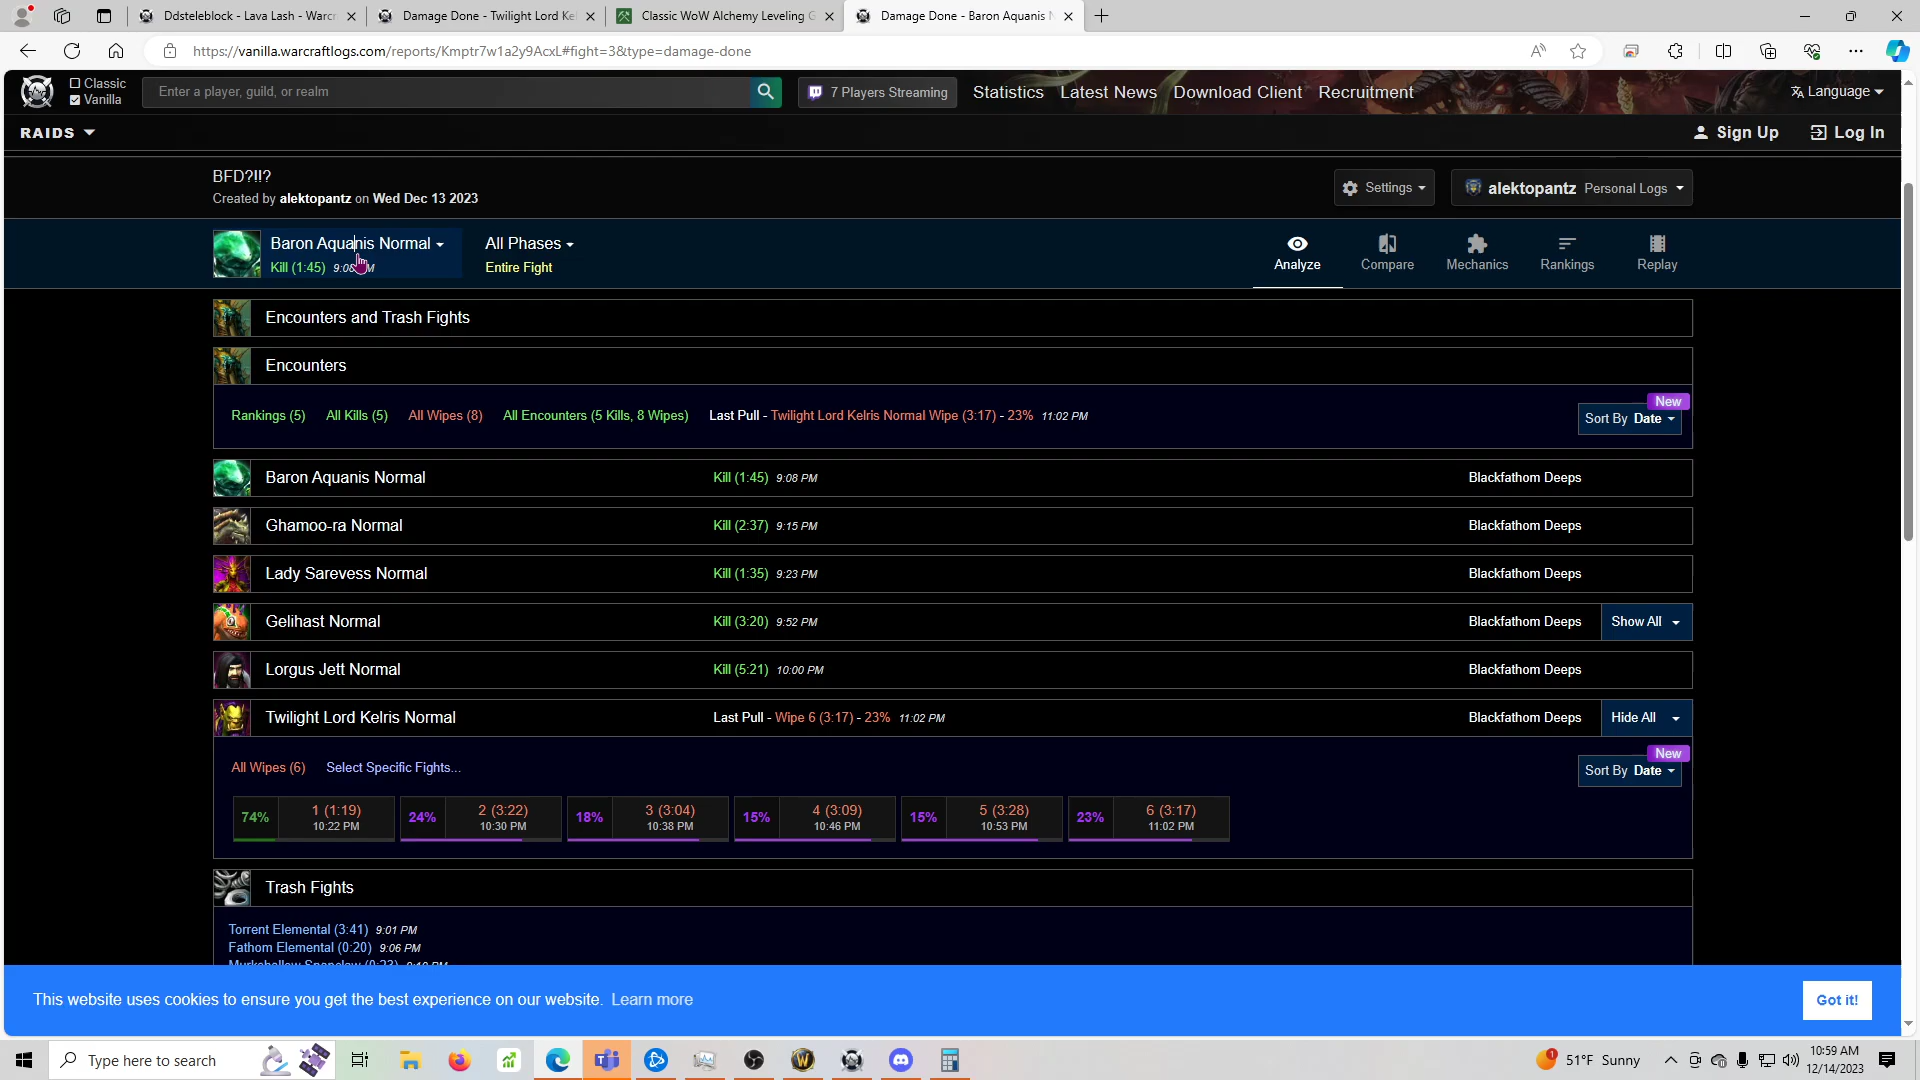 Ddsteleblock - Lava Lash - Warcr
Damage Done - Twilight Lord Ke
Classic WoW Alchemy Leveling G
Damage Done - Baron Aquanis N
https://vanilla.warcraftlogs.com/reports/Kmptr7w1a2y9AcxL#fight=3&type=damage-done
Classic
Vanilla
Enter a player, guild, or realm
7 Players Streaming
Statistics
Latest News
Download Client
Recruitment
Language
RAIDS
Sign Up
Log In
BFD?!!?
Created by alektopantz on Wed Dec 13 2023
Settings
alektopantz Personal Logs
Baron Aquanis Normal
Kill (1:45)
All Phases
Entire Fight
Analyze
Compare
Mechanics
Rankings
Replay
Encounters and Trash Fights
Encounters
Rankings (5) All Kills (5) All Wipes (8) All Encounters (5 Kills, 8 Wipes) Last Pull - Twilight Lord Kelris Normal Wipe (3:17) - 23% 11:02 PM
New
Sort By Date
Baron Aquanis Normal Kill (1:45) 9:08 PM Blackfathom Deeps
Ghamoo-ra Normal Kill (2:37) 9:15 PM Blackfathom Deeps
Lady Sarevess Normal Kill (1:35) 9:23 PM Blackfathom Deeps
Gelihast Normal Kill (3:20) 9:52 PM Blackfathom Deeps Show All
Lorgus Jett Normal Kill (5:21) 10:00 PM Blackfathom Deeps
Twilight Lord Kelris Normal Last Pull - Wipe 6 (3:17) - 23% 11:02 PM Blackfathom Deeps Hide All
New
All Wipes (6) Select Specific Fights... Sort By Date
74% 1 (1:19) 10:22 PM
24% 2 (3:22) 10:30 PM
18% 3 (3:04) 10:38 PM
15% 4 (3:09) 10:46 PM
15% 5 (3:28) 10:53 PM
23% 6 (3:17) 11:02 PM
Trash Fights
Torrent Elemental (3:41) 9:01 PM
Fathom Elemental (0:20) 9:06 PM
This website uses cookies to ensure you get the best experience on our website. Learn more
Got it!
Type here to search
1
51°F Sunny
10:59 AM
12/14/2023